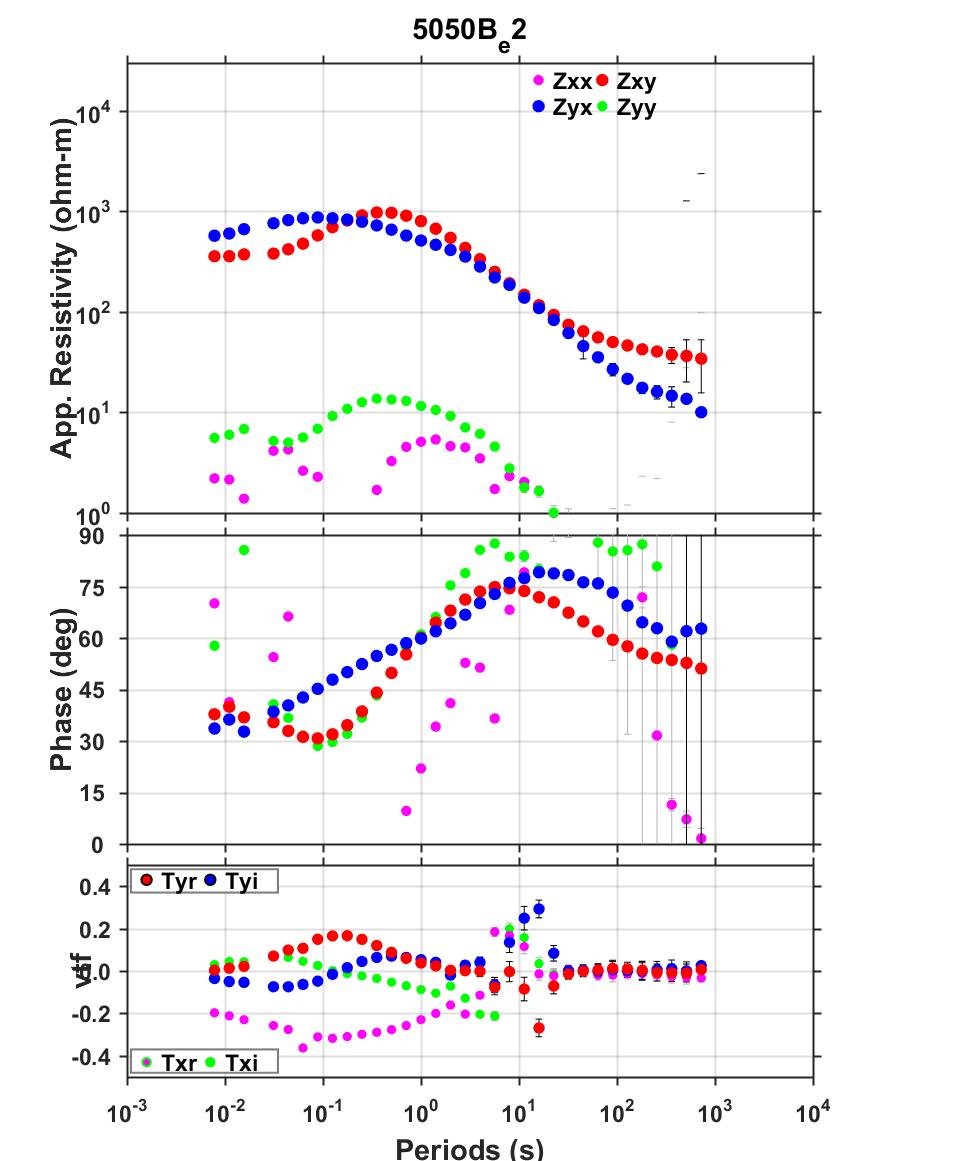 5050B_e2
Zxx Zxy
Zyx Zyy
App. Resistivity (ohm-m)
10^4
10^3
10^2
10^1
10^0
Phase (deg)
90
75
60
45
30
15
0
Tyr Tyi
vtf
0.4
0.2
0.0
-0.2
-0.4
Txr Txi
10^-3 10^-2 10^-1 10^0 10^1 10^2 10^3 10^4
Periods (s)